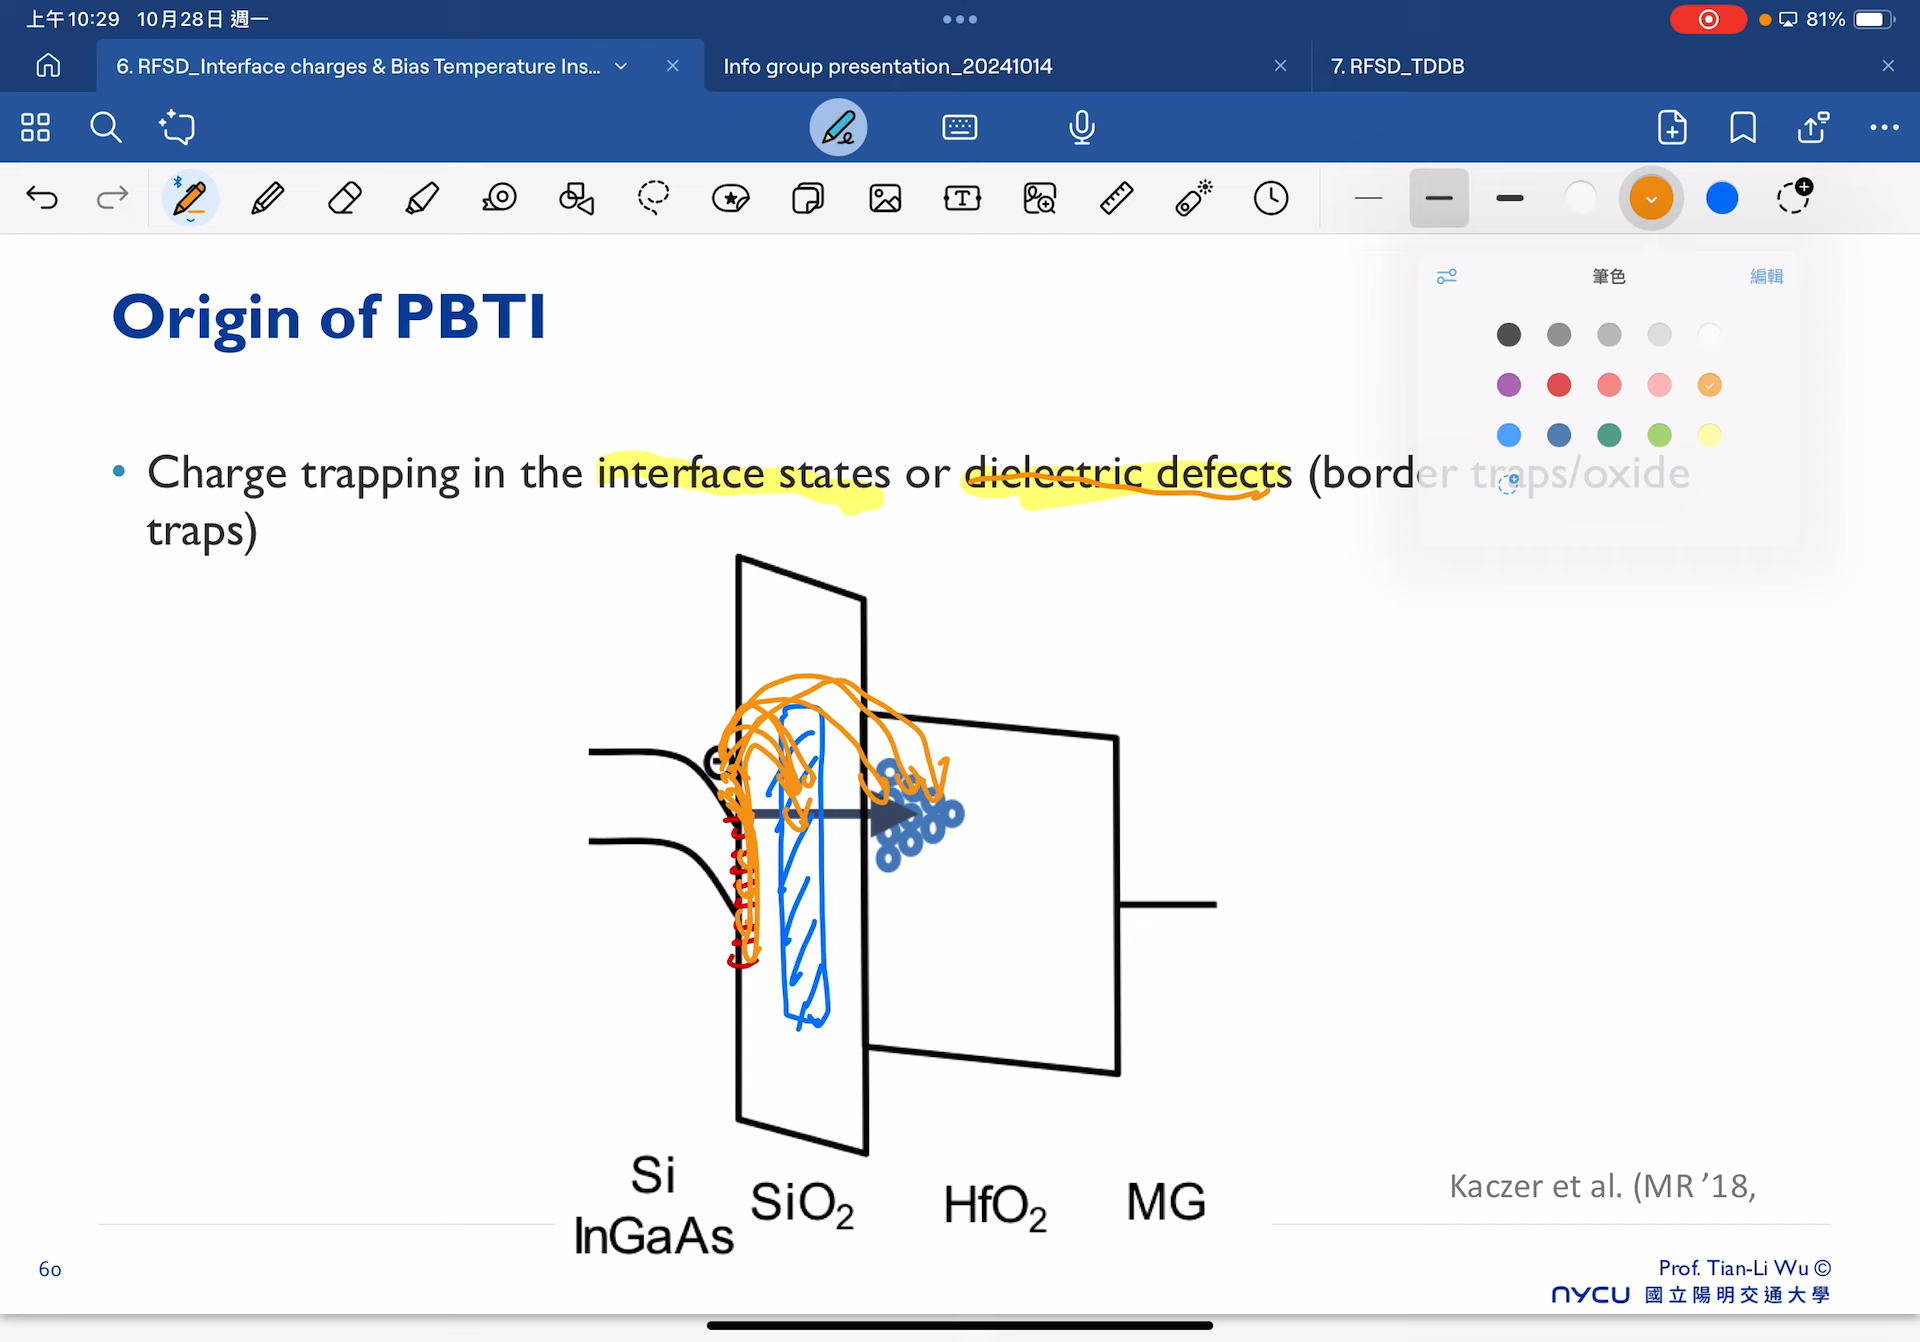 上午10:29 10月28日 週一
81%
6. RFSD_Interface charges & Bias Temperature Ins...
Info group presentation_20241014
7. RFSD_TDDB
筆色
編輯
Origin of PBTI
• Charge trapping in the interface states or dielectric defects (border traps/oxide
traps)
Si
InGaAs
SiO2
HfO2
MG
Kaczer et al. (MR ’18,
60
Prof. Tian-Li Wu ©
NYCU 國立陽明交通大學